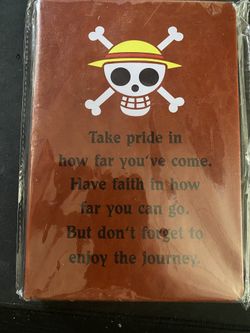 Take pride in
how far you've come.
Have faith in how
far you can go.
But don't forget to
enjoy the journey.